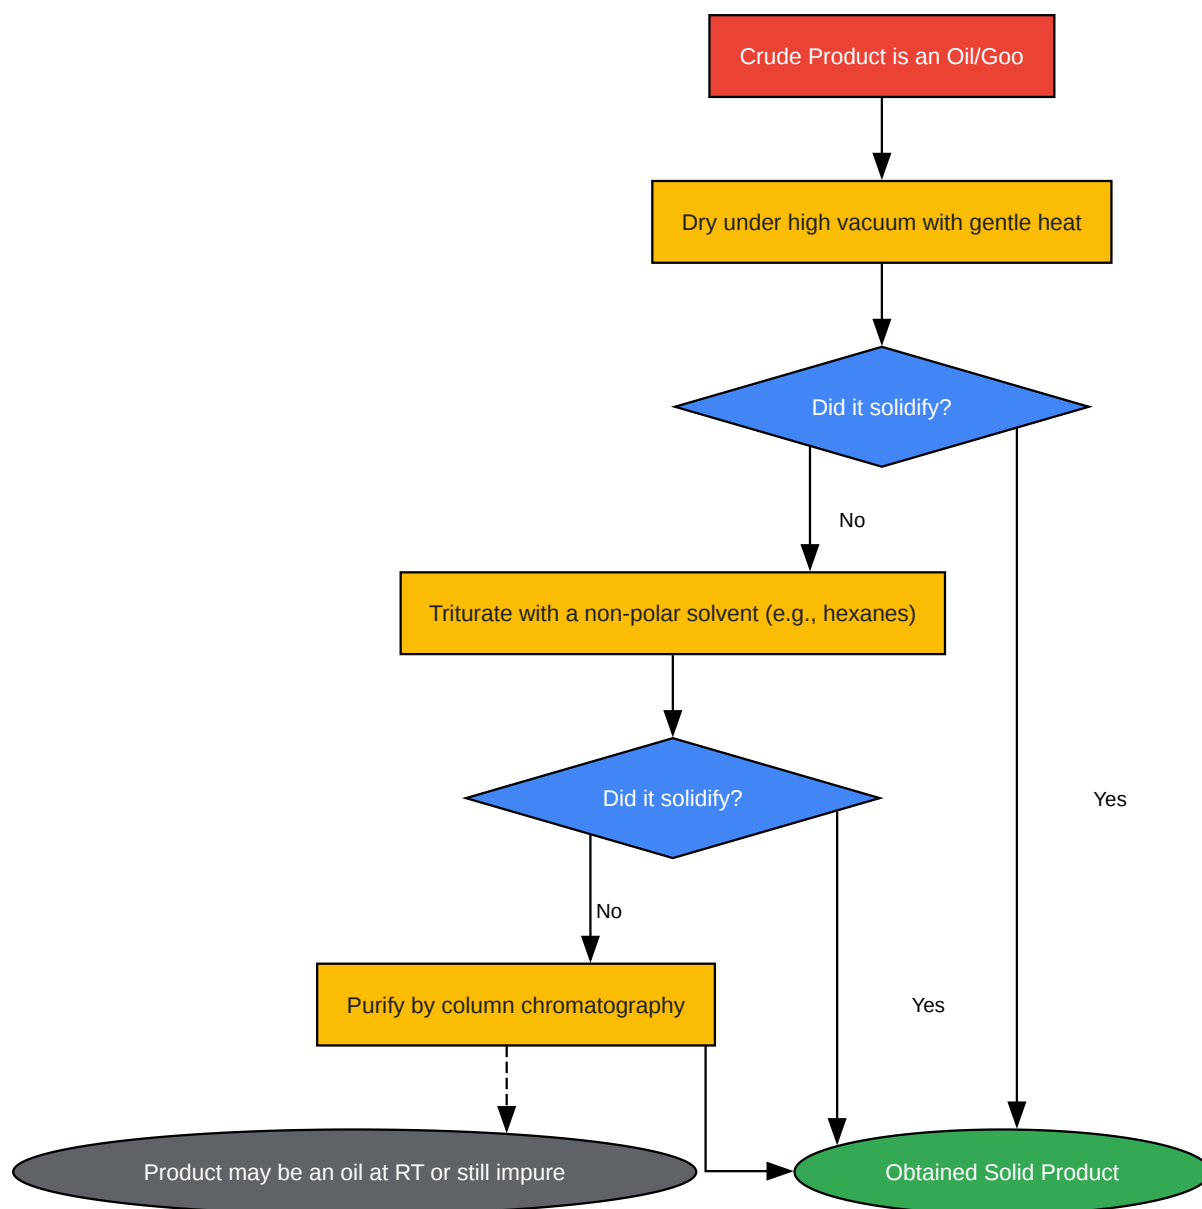 Crude Product is an Oil/Goo
Dry under high vacuum with gentle heat
Did it solidify?
No
Triturate with a non-polar solvent (e.g., hexanes)
Did it solidify?
Yes
No
Purify by column chromatography
Yes
Product may be an oil at RT or still impure
Obtained Solid Product